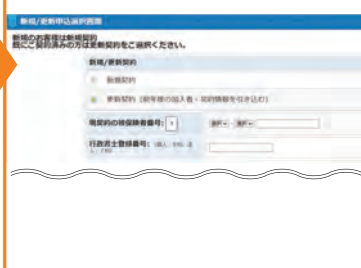 新規/更新申込選択画面
新規のお客様は新規契約
既にご契約済みの方は更新契約をご選択ください。
新規/更新契約
新規契約
更新契約（前年度の加入者・契約情報を引き込む）
現契約の被保険者番号: ? 選択 - 選択 -
行政書士登録番号: